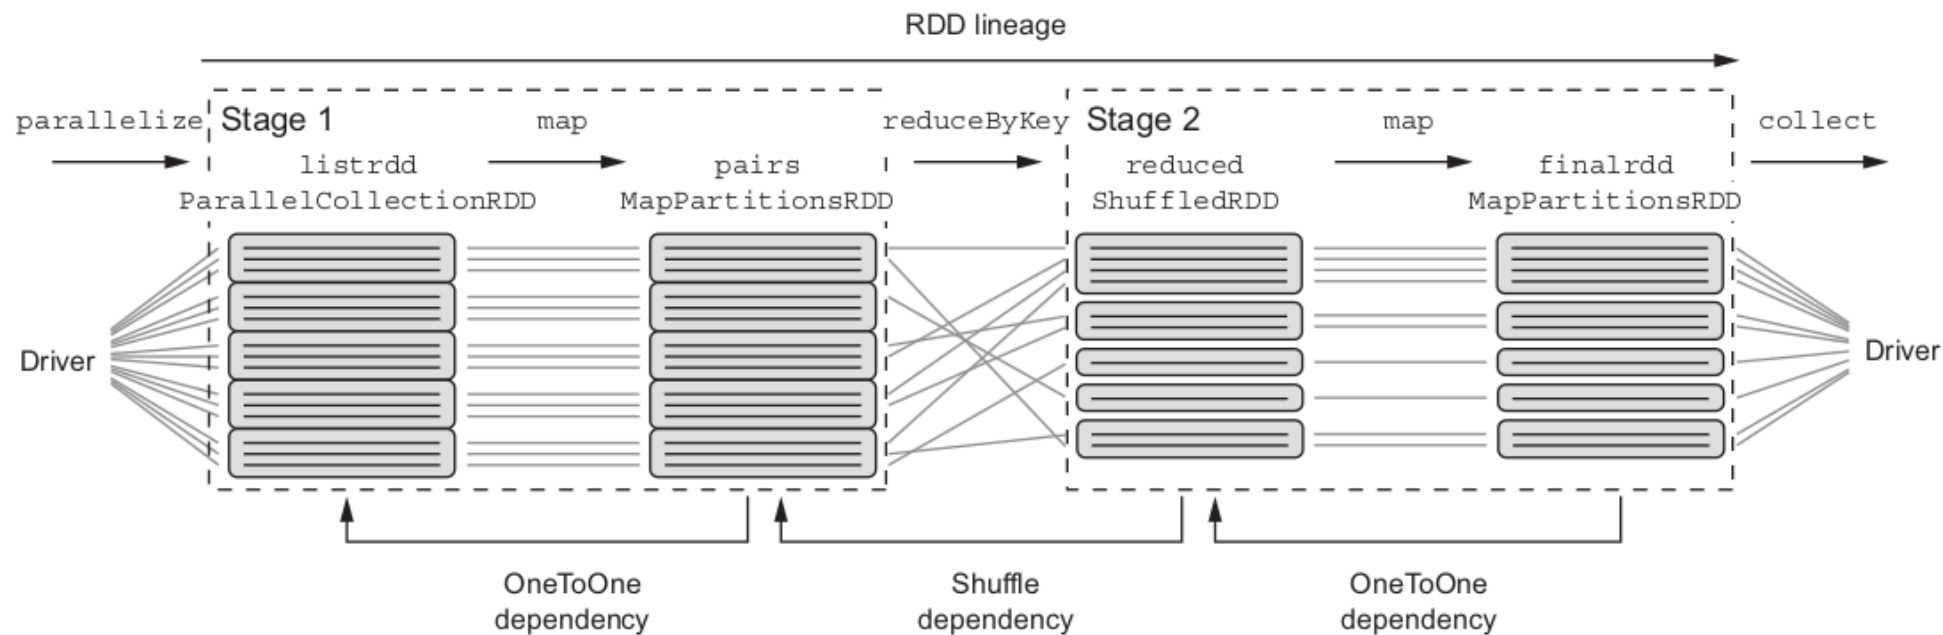 RDD lineage
parallelize
Stage 1
map
reduceByKey
Stage 2
map
collect
listrdd
ParallelCollectionRDD
pairs
MapPartitionsRDD
reduced
ShuffledRDD
finalrdd
MapPartitionsRDD
Driver
Driver
OneToOne
dependency
Shuffle
dependency
OneToOne
dependency